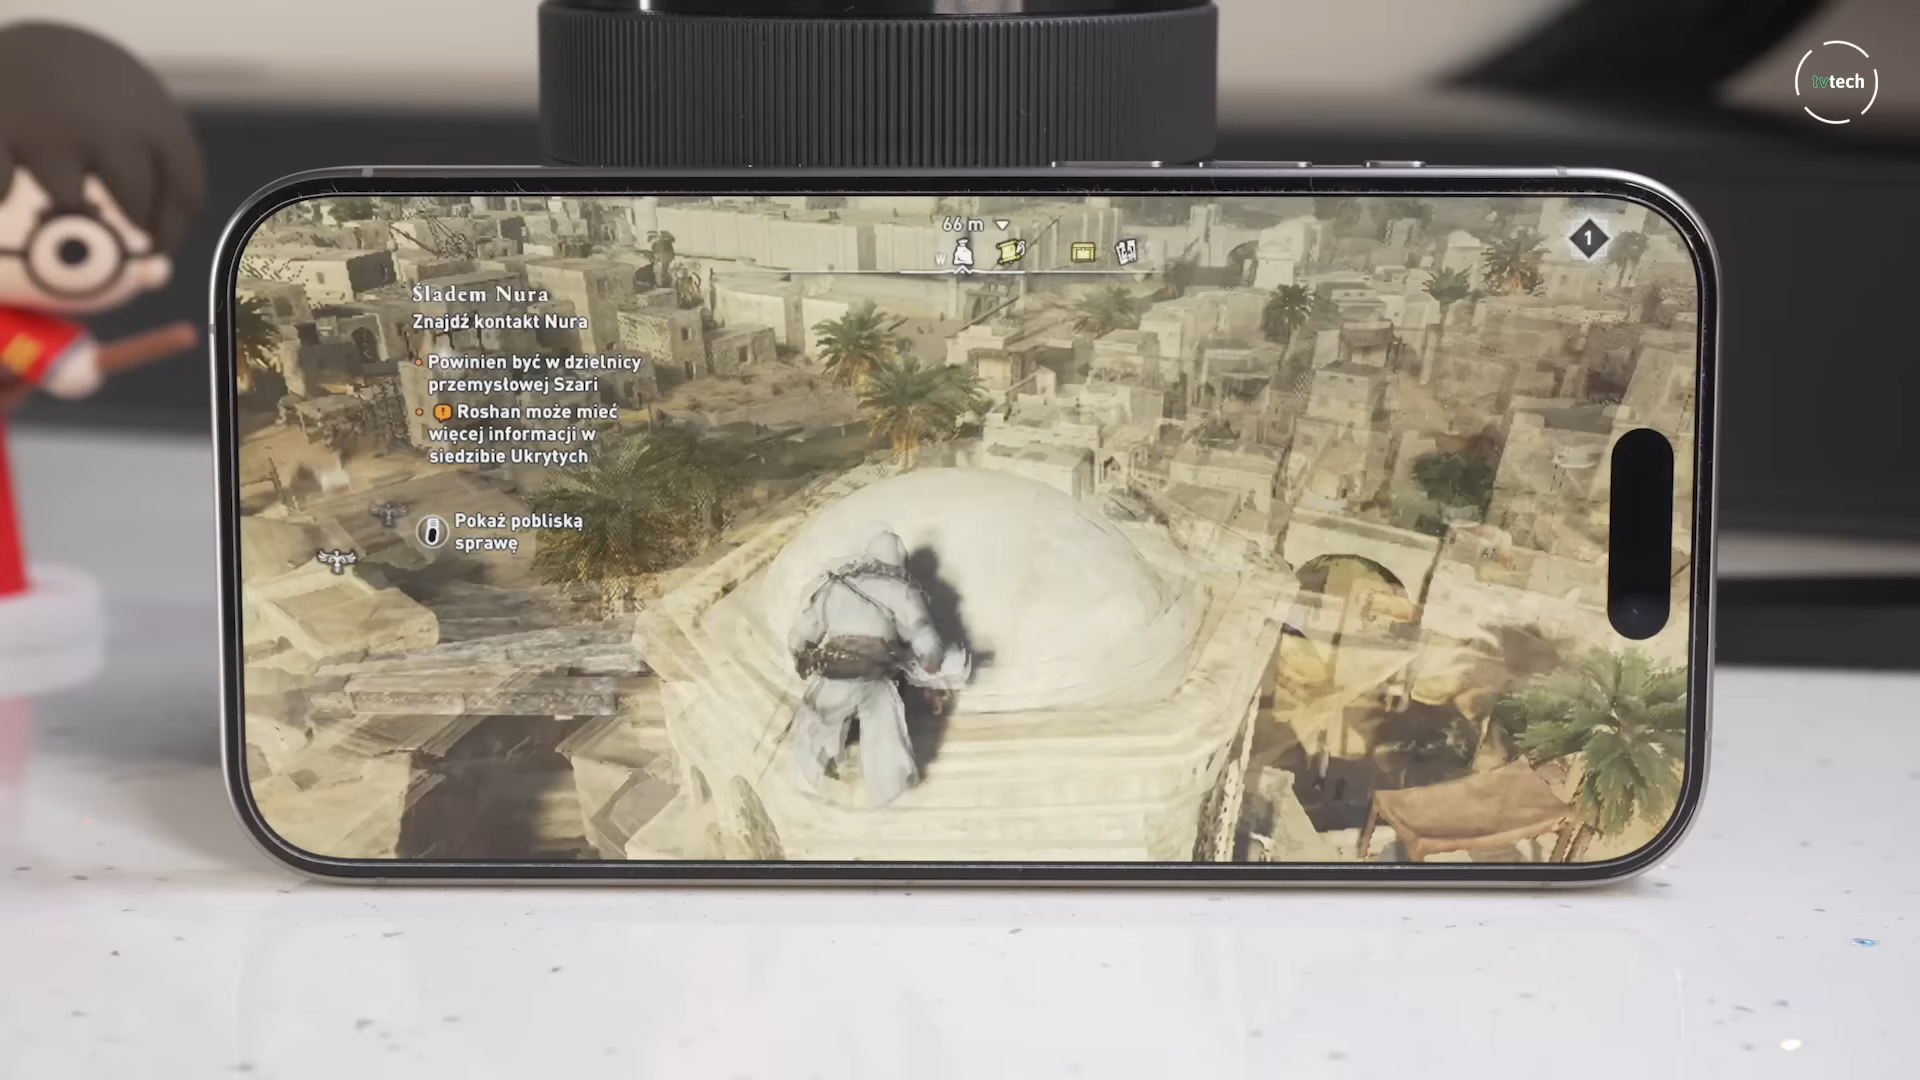 tvtech
66 m
W
1
Śladem Nura
Znajdź kontakt Nura
Powinien być w dzielnicy
przemysłowej Szari
Roshan może mieć
więcej informacji w
siedzibie Ukrytych
Pokaż pobliską
sprawę